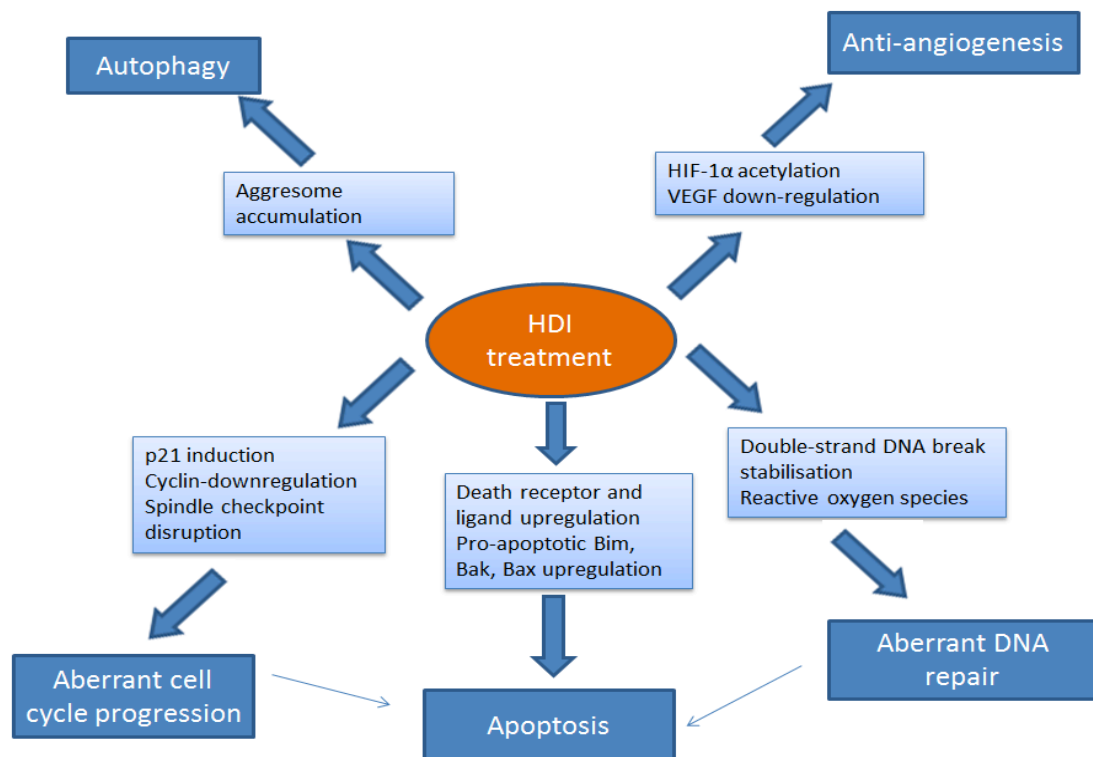 Autophagy
Anti-angiogenesis
Aggresome
accumulation
HIF-1α acetylation
VEGF down-regulation
HDI
treatment
p21 induction
Cyclin-downregulation
Spindle checkpoint
disruption
Death receptor and
ligand upregulation
Pro-apoptotic Bim,
Bak, Bax upregulation
Double-strand DNA break
stabilisation
Reactive oxygen species
Aberrant cell
cycle progression
Apoptosis
Aberrant DNA
repair